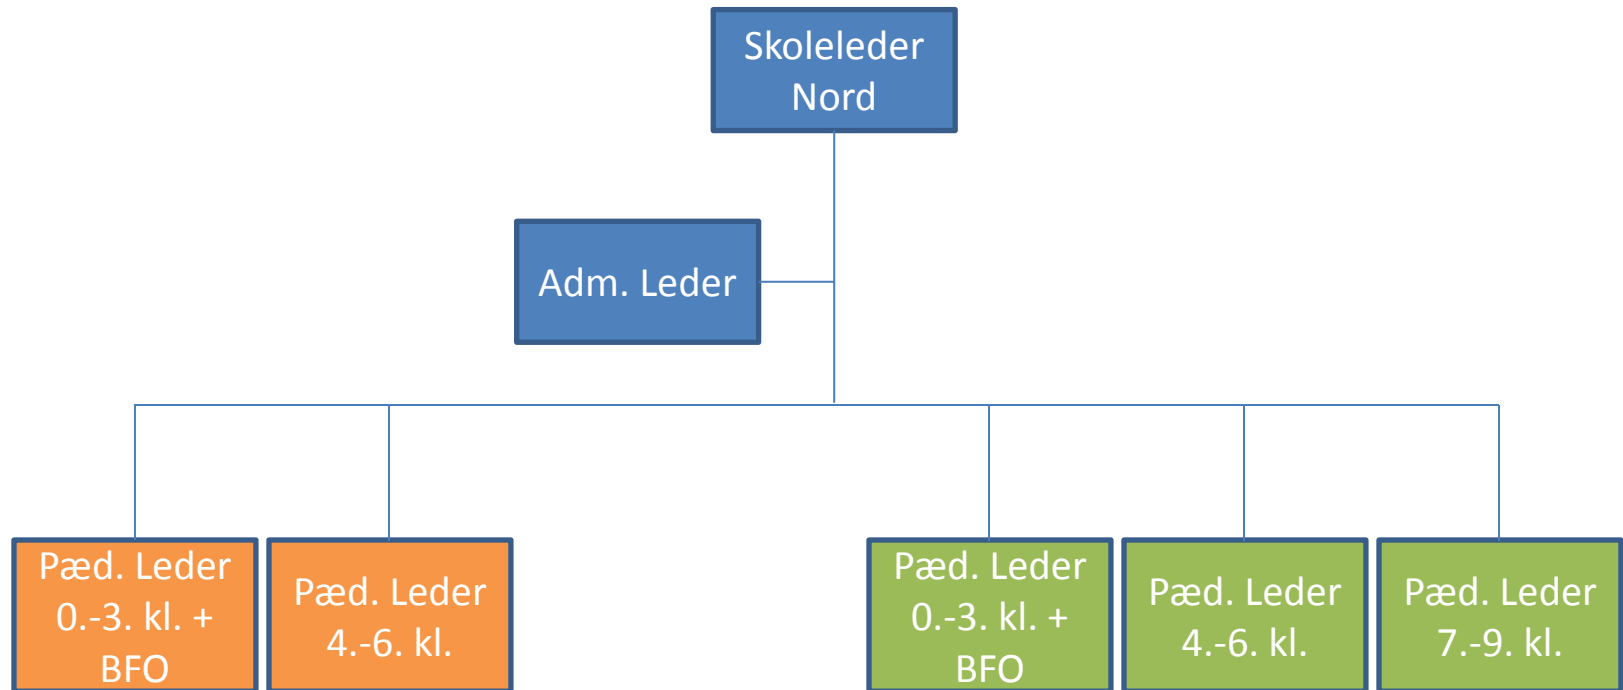 Skoleleder
Nord
Adm. Leder
Pæd. Leder
0.-3. kl. +
BFO
Pæd. Leder
4.-6. kl.
Pæd. Leder
0.-3. kl. +
BFO
Pæd. Leder
4.-6. kl.
Pæd. Leder
7.-9. kl.